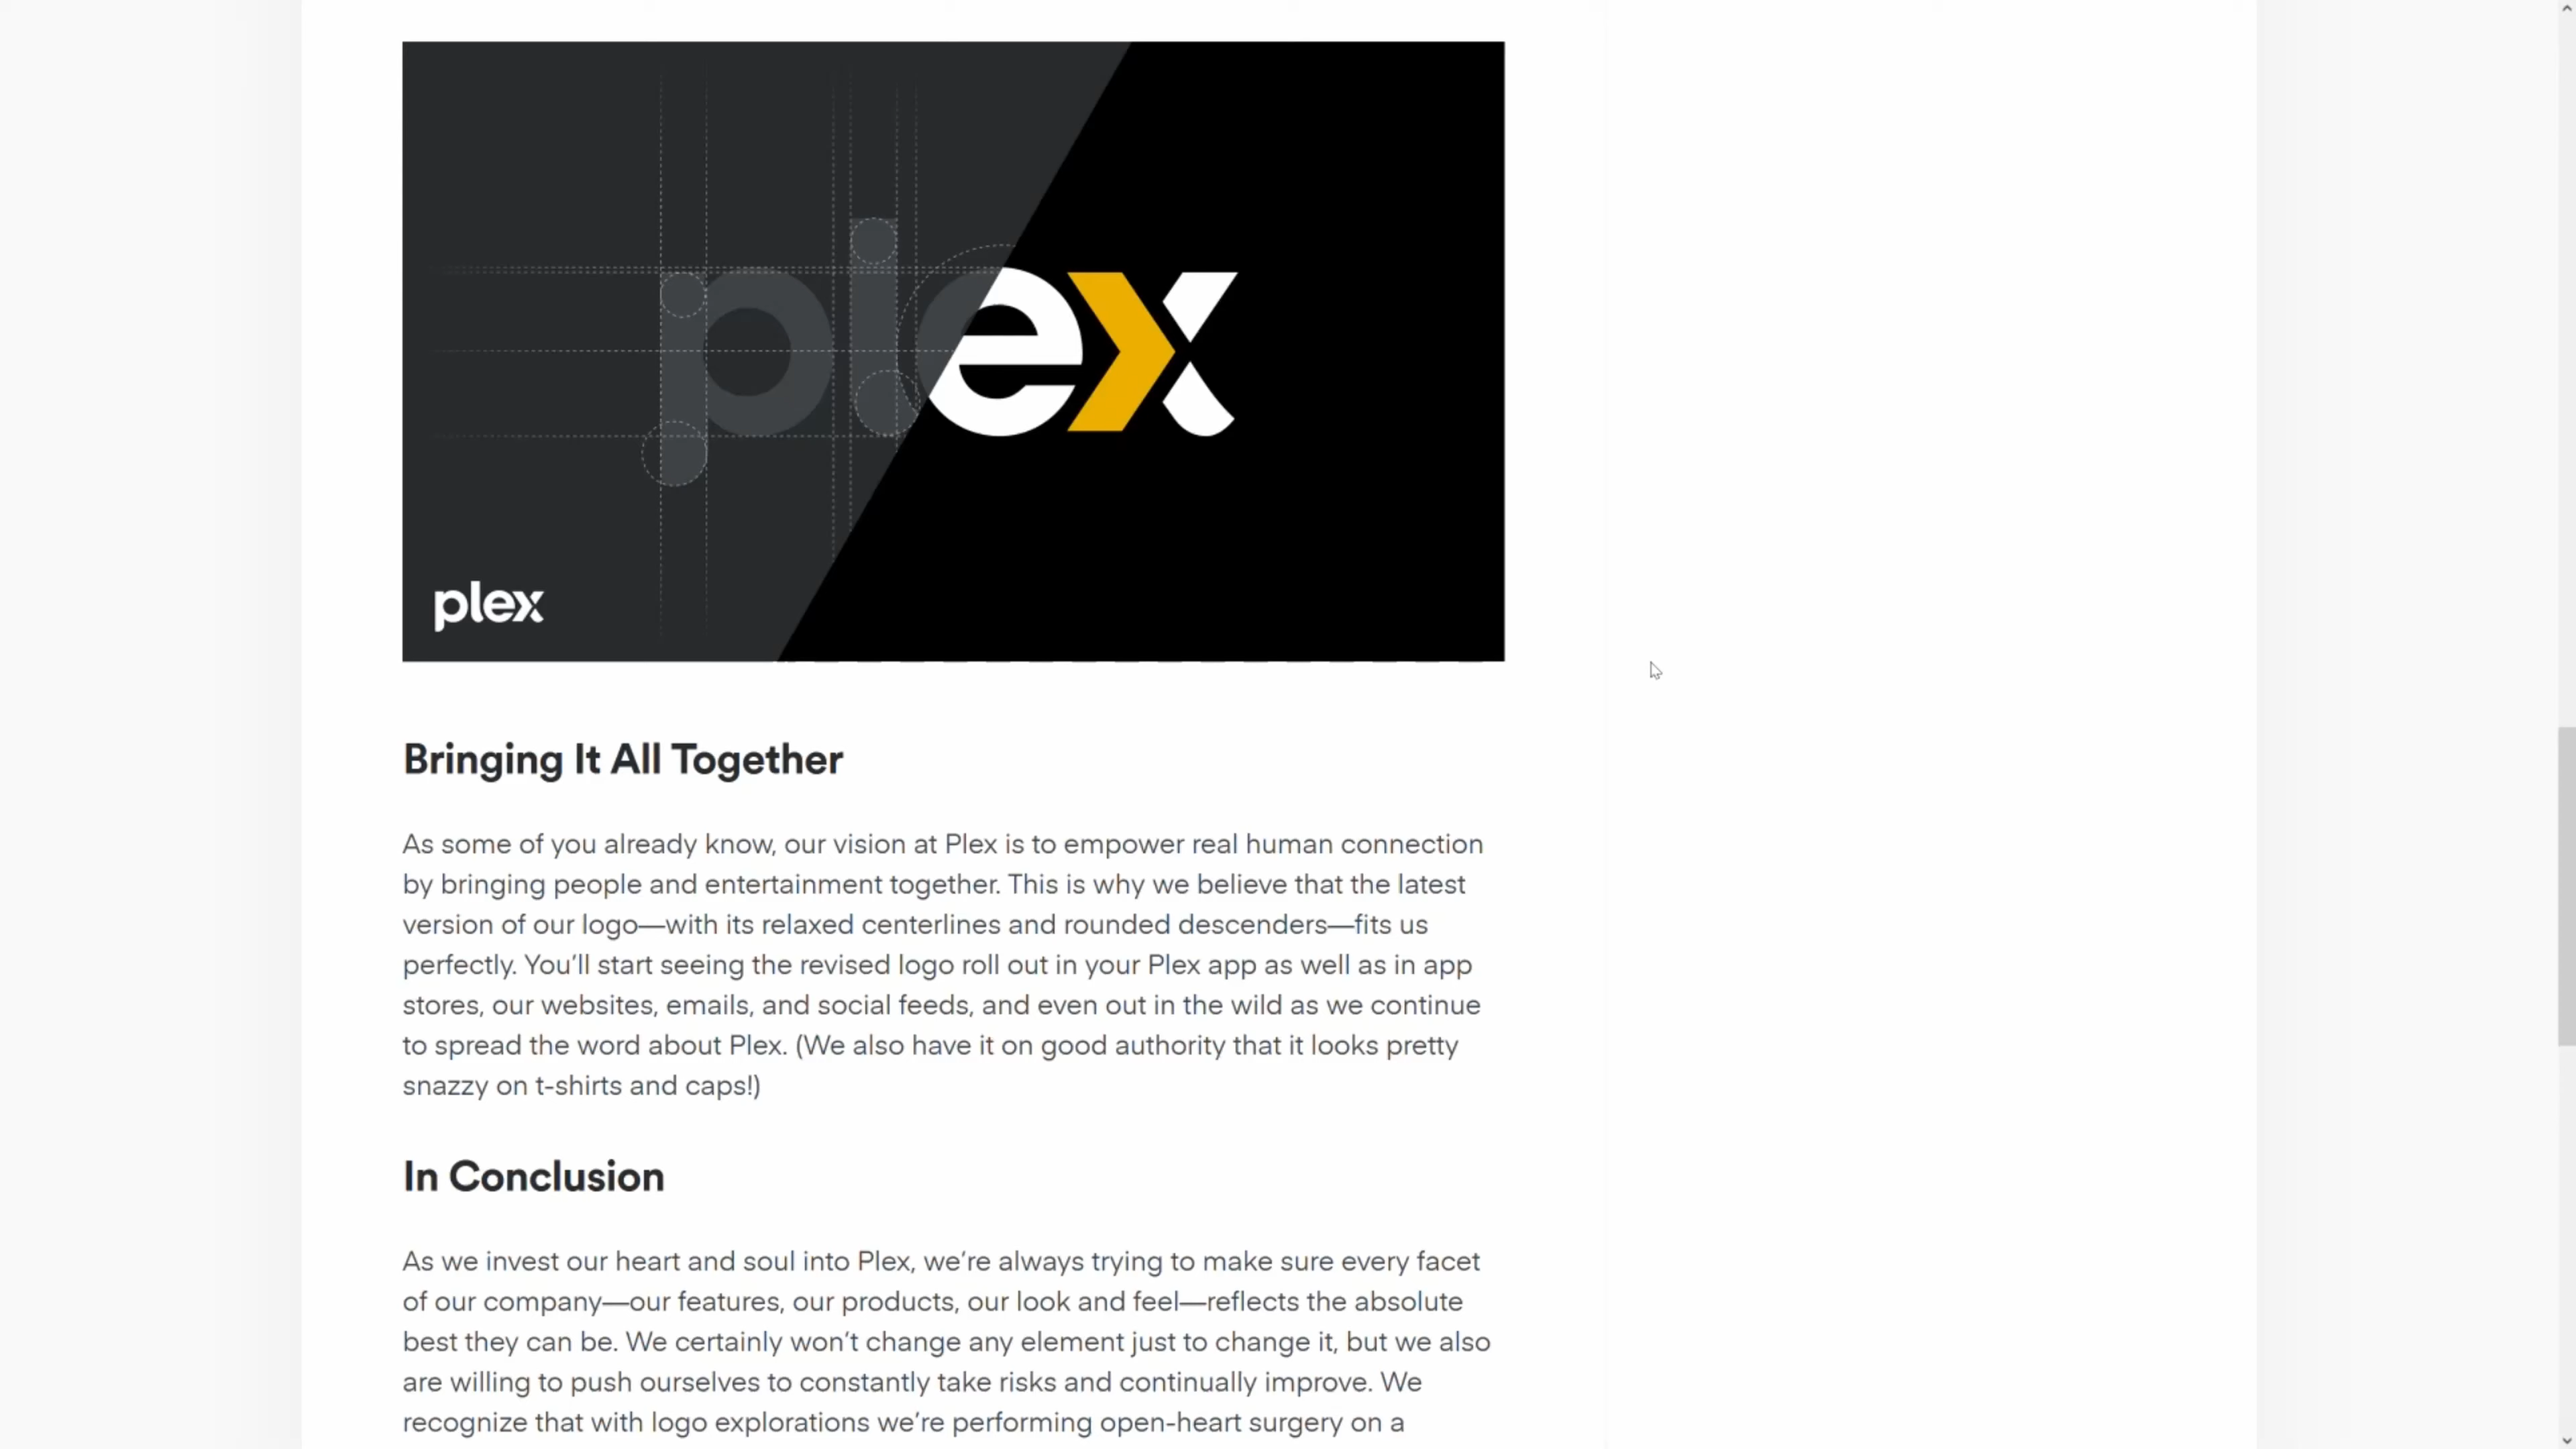 plex
plex
Bringing It All Together
As some of you already know, our vision at Plex is to empower real human connection
by bringing people and entertainment together. This is why we believe that the latest
version of our logo—with its relaxed centerlines and rounded descenders—fits us
perfectly. You’ll start seeing the revised logo roll out in your Plex app as well as in app
stores, our websites, emails, and social feeds, and even out in the wild as we continue
to spread the word about Plex. (We also have it on good authority that it looks pretty
snazzy on t-shirts and caps!)
In Conclusion
As we invest our heart and soul into Plex, we’re always trying to make sure every facet
of our company—our features, our products, our look and feel—reflects the absolute
best they can be. We certainly won’t change any element just to change it, but we also
are willing to push ourselves to constantly take risks and continually improve. We
recognize that with logo explorations we’re performing open-heart surgery on a